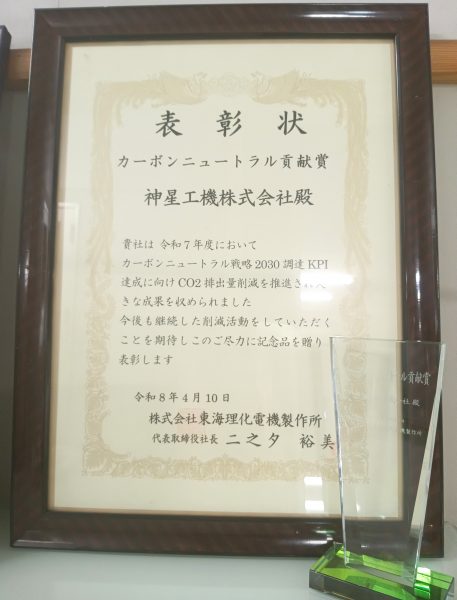 表彰状
カーボンニュートラル貢献賞
神星工機株式会社殿
貴社は 令和7年度において
カーボンニュートラル戦略2030調達KPI
達成に向けCO2排出量削減を推進され
きな成果を収められました
今後も継続した削減活動をしていただく
ことを期待しこのご尽力に記念品を贈り
表彰します
令和8年4月10日
株式会社東海理化電機製作所
代表取締役社長 二之夕 裕美
ル貢献賞
社殿
機製作所